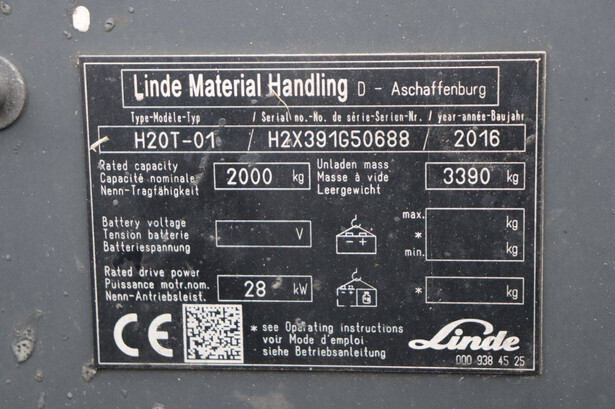 Linde Material Handling D - Aschaffenburg
Type-Modèle-Typ / Serial no.-No. de série-Serien-Nr. / year-année-Baujahr
H20T-01 / H2X391G50688 / 2016
Rated capacity
Capacité nominale
Nenn-Tragfähigkeit
2000 kg
Unladen mass
Masse à vide
Leergewicht
3390 kg
Battery voltage
Tension batterie
Batteriespannung
V
max.
*
min.
kg
kg
Rated drive power
Puissance motr.nom.
Nenn-Antriebsleist.
28 kW
* kg
CE
* see Operating instructions
voir Mode d'emploi
siehe Betriebsanleitung
Linde
000 938 45 25